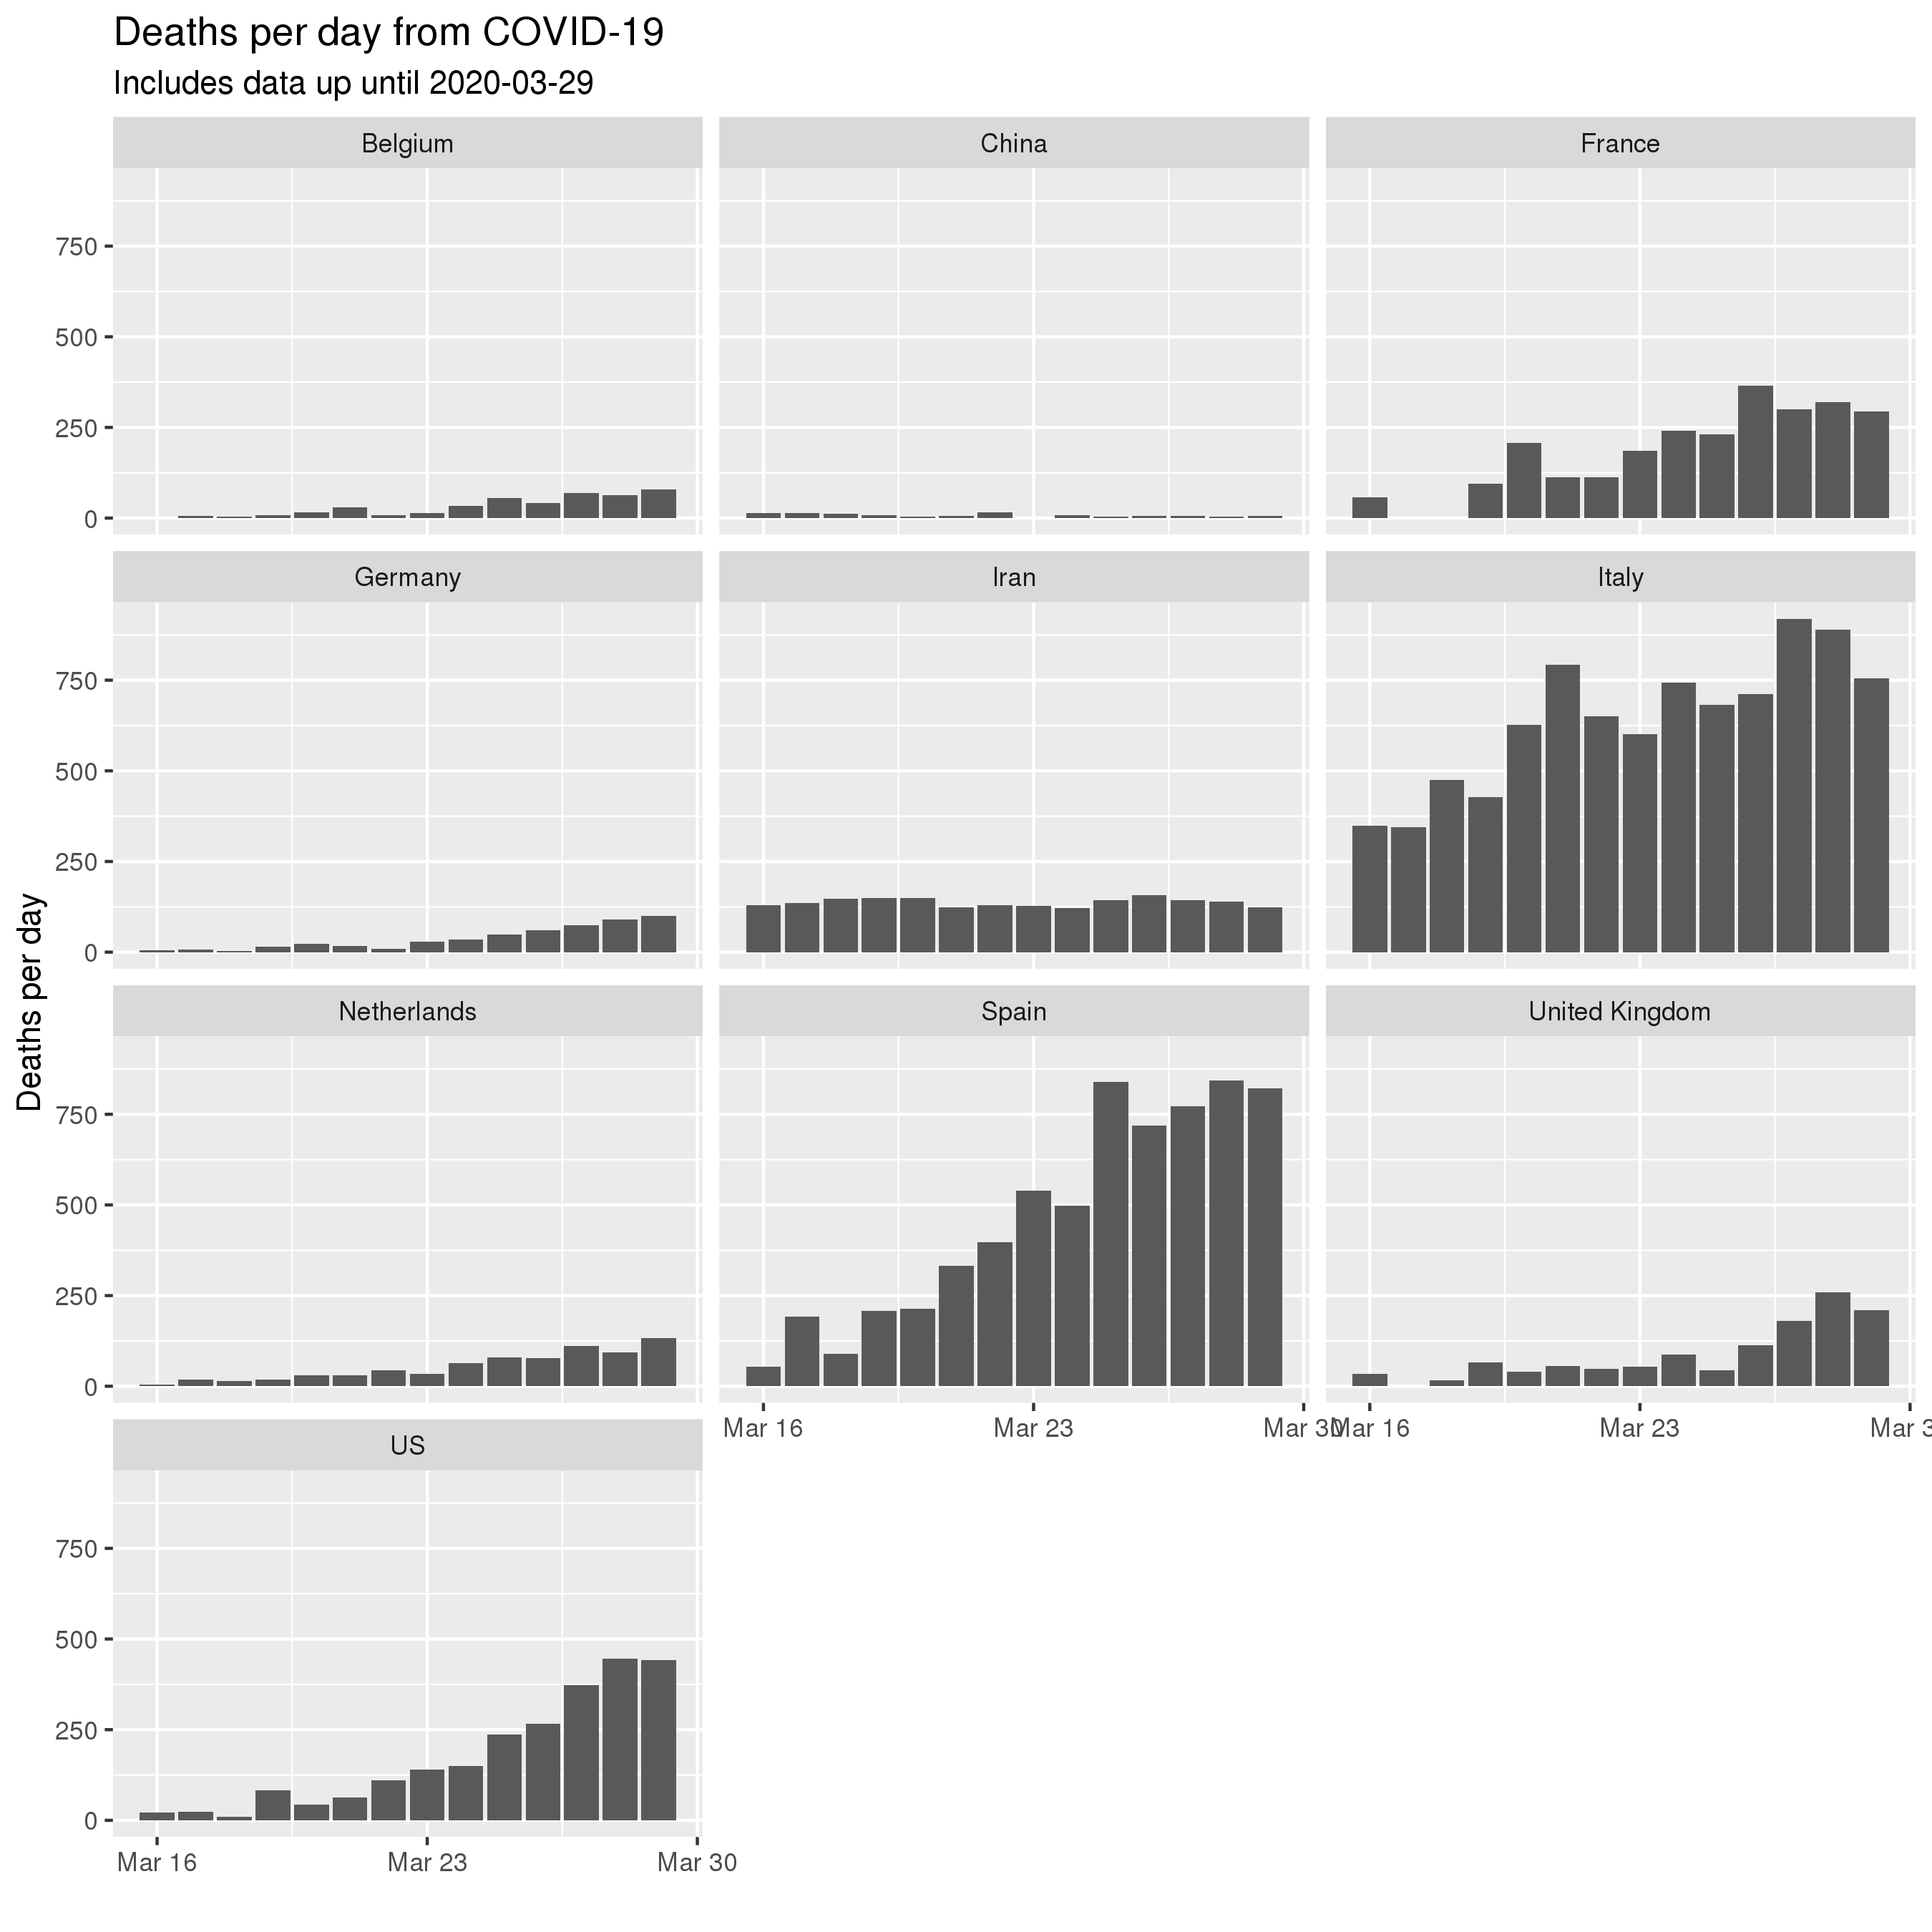 Deaths per day from COVID-19
Includes data up until 2020-03-29
Belgium
China
France
750
500
250
0
Germany
Iran
Italy
750
500
250
0
Deaths per day
Netherlands
Spain
United Kingdom
750
500
250
0
Mar 16
Mar 23
Mar 30
Mar 16
Mar 23
Mar 3
US
750
500
250
0
Mar 16
Mar 23
Mar 30